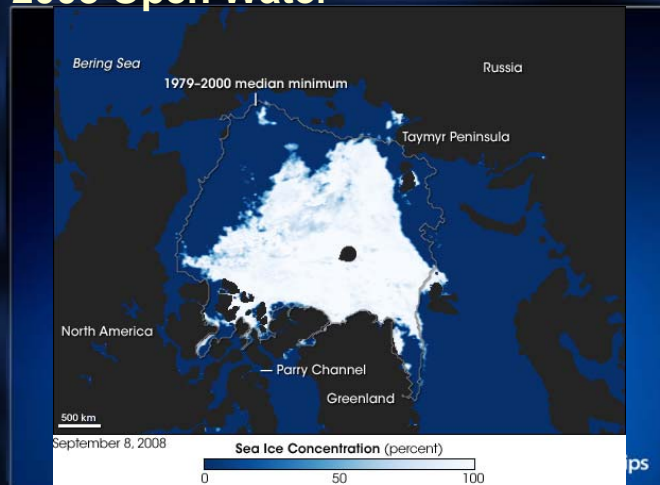 Bering Sea
Russia
1979–2000 median minimum
Taymyr Peninsula
North America
Parry Channel
Greenland
500 km
September 8, 2008
Sea Ice Concentration (percent)
0 50 100
ips